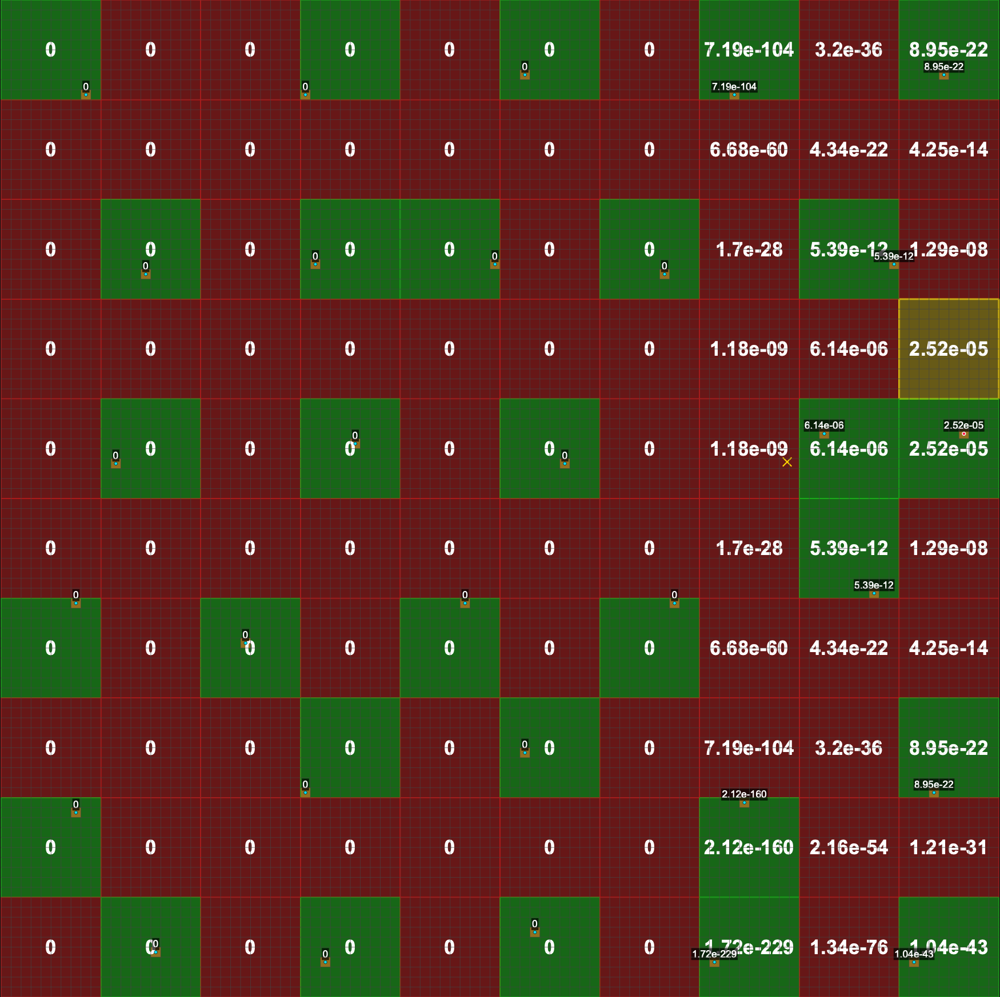 0 0 0 0 0 0 0 7.19e-104 3.2e-36 8.95e-22
0 8.95e-22
0 0 7.19e-104
0 0 0 0 0 0 0 6.68e-60 4.34e-22 4.25e-14
0 0 0 0 0 0 0 1.7e-28 5.39e-12 1.29e-08
0 0 5.39e-12
0 0
0 0 0 0 0 0 0 1.18e-09 6.14e-06 2.52e-05
6.14e-06 2.52e-05
0
0 0 0 0 0 0 0 1.18e-09 6.14e-06 2.52e-05
0 0
0 0 0 0 0 0 0 1.7e-28 5.39e-12 1.29e-08
5.39e-12
0 0 0
0
0 0 0 0 0 0 0 6.68e-60 4.34e-22 4.25e-14
0
0 0 0 0 0 0 0 7.19e-104 3.2e-36 8.95e-22
0 8.95e-22
2.12e-160
0
0 0 0 0 0 0 0 2.12e-160 2.16e-54 1.21e-31
0
0
0 0 0 0 0 0 0 1.72e-229 1.34e-76 1.04e-43
0 1.72e-229 1.04e-43